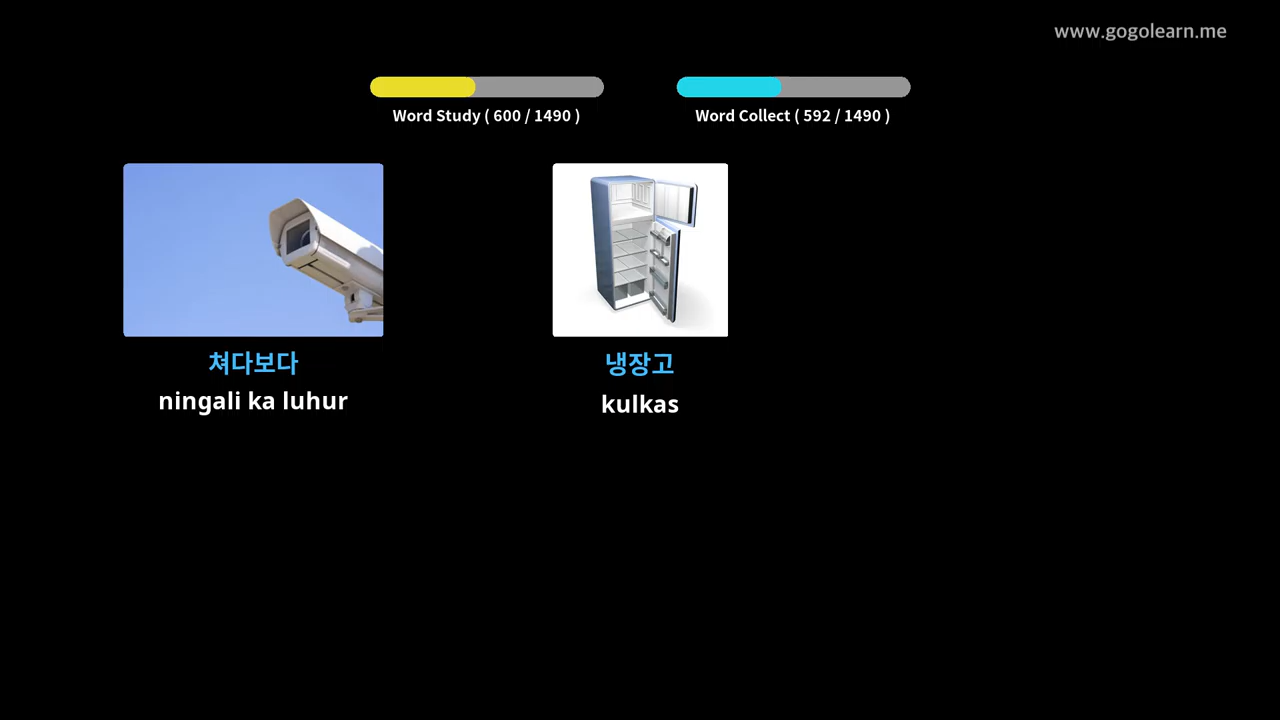 www.gogolearn.me
Word Study ( 600 / 1490 )
Word Collect ( 592 / 1490 )
쳐다보다
ningali ka luhur
냉장고
kulkas